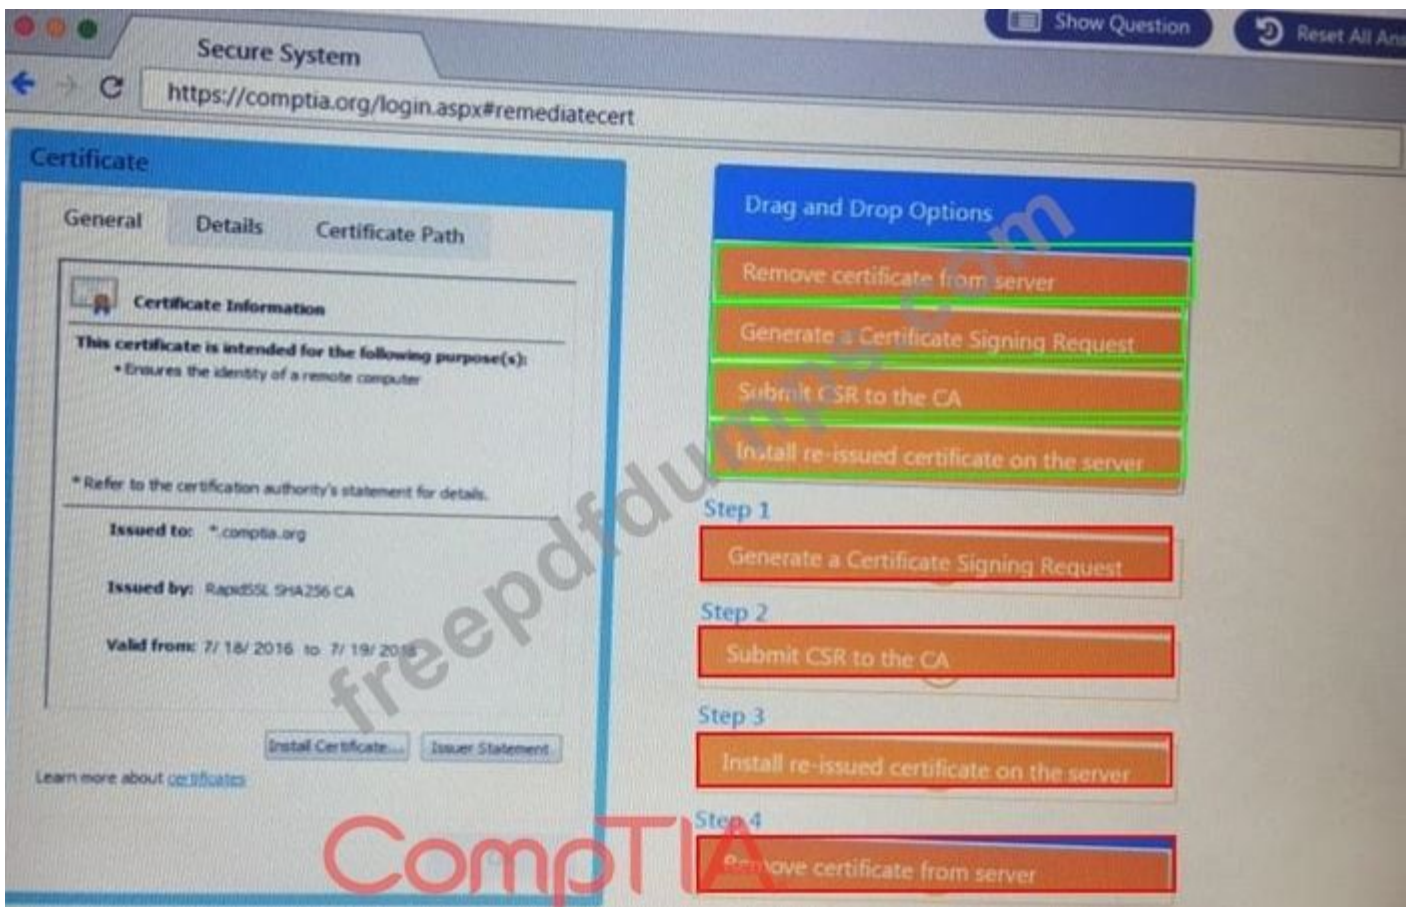 Show Question
Reset All Ans
Secure System
https://comptia.org/login.aspx#remediatecert
Certificate
General Details Certificate Path
Certificate Information
This certificate is intended for the following purpose(s):
• Ensures the identity of a remote computer
* Refer to the certification authority's statement for details.
Issued to: *.comptia.org
Issued by: RapidSSL SHA256 CA
Valid from: 7/ 18/ 2016 to 7/ 19/
Install Certificate... Issuer Statement
Learn more about certificates
Drag and Drop Options
Remove certificate from server
Generate a Certificate Signing Request
Submit CSR to the CA
Install re-issued certificate on the server
Step 1
Generate a Certificate Signing Request
Step 2
Submit CSR to the CA
Step 3
Install re-issued certificate on the server
Step 4
Remove certificate from server
freepdfdumps.com
CompTIA